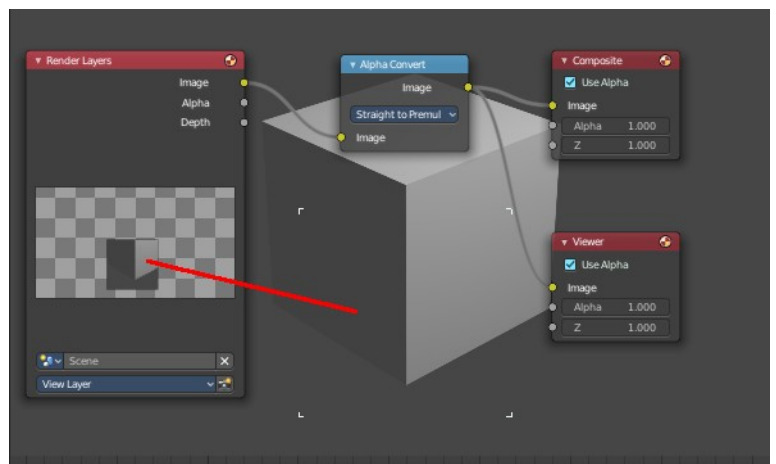 Render Layers
Image
Alpha
Depth
Scene
View Layer
Alpha Convert
Image
Straight to Premul
Image
Composite
Use Alpha
Image
Alpha 1.000
Z 1.000
Viewer
Use Alpha
Image
Alpha 1.000
Z 1.000